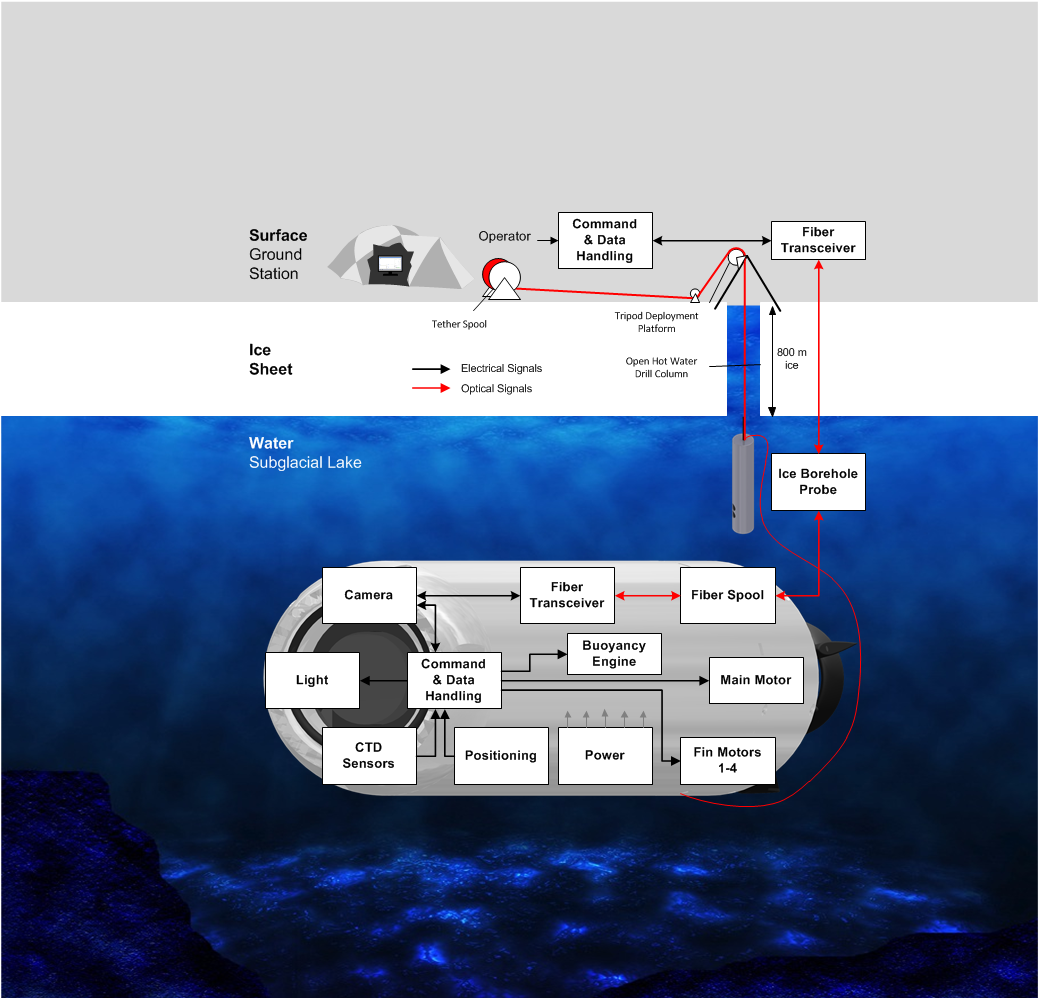 Surface
Ground
Station
Operator
Command
& Data
Handling
Fiber
Transceiver
Tether Spool
Tripod Deployment
Platform
Ice
Sheet
Electrical Signals
Optical Signals
Open Hot Water
Drill Column
800 m
ice
Water
Subglacial Lake
Ice Borehole
Probe
Camera
Fiber
Transceiver
Fiber Spool
Buoyancy
Engine
Light
Command
& Data
Handling
Main Motor
CTD
Sensors
Positioning
Power
Fin Motors
1-4